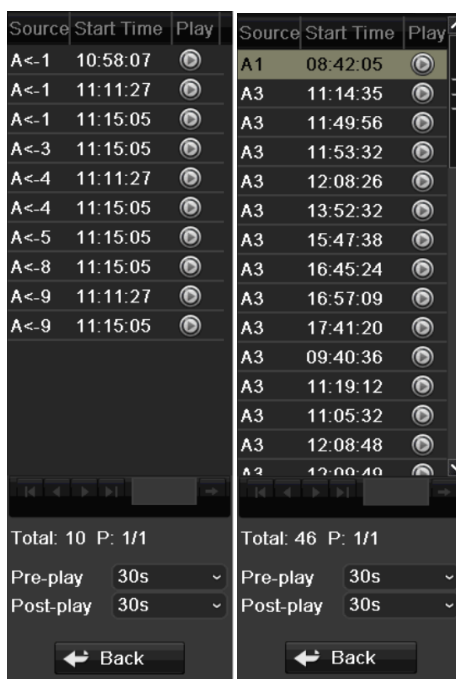 Source Start Time Play
A<-1 10:58:07
A<-1 11:11:27
A<-1 11:15:05
A<-3 11:15:05
A<-4 11:11:27
A<-4 11:15:05
A<-5 11:15:05
A<-8 11:15:05
A<-9 11:11:27
A<-9 11:15:05
Total: 10 P: 1/1
Pre-play 30s
Post-play 30s
Back
Source Start Time Play
A1 08:42:05
A3 11:14:35
A3 11:49:56
A3 11:53:32
A3 12:08:26
A3 13:52:32
A3 15:47:38
A3 16:45:24
A3 16:57:09
A3 17:41:20
A3 09:40:36
A3 11:19:12
A3 11:05:32
A3 12:08:48
A3 12:09:49
Total: 46 P: 1/1
Pre-play 30s
Post-play 30s
Back